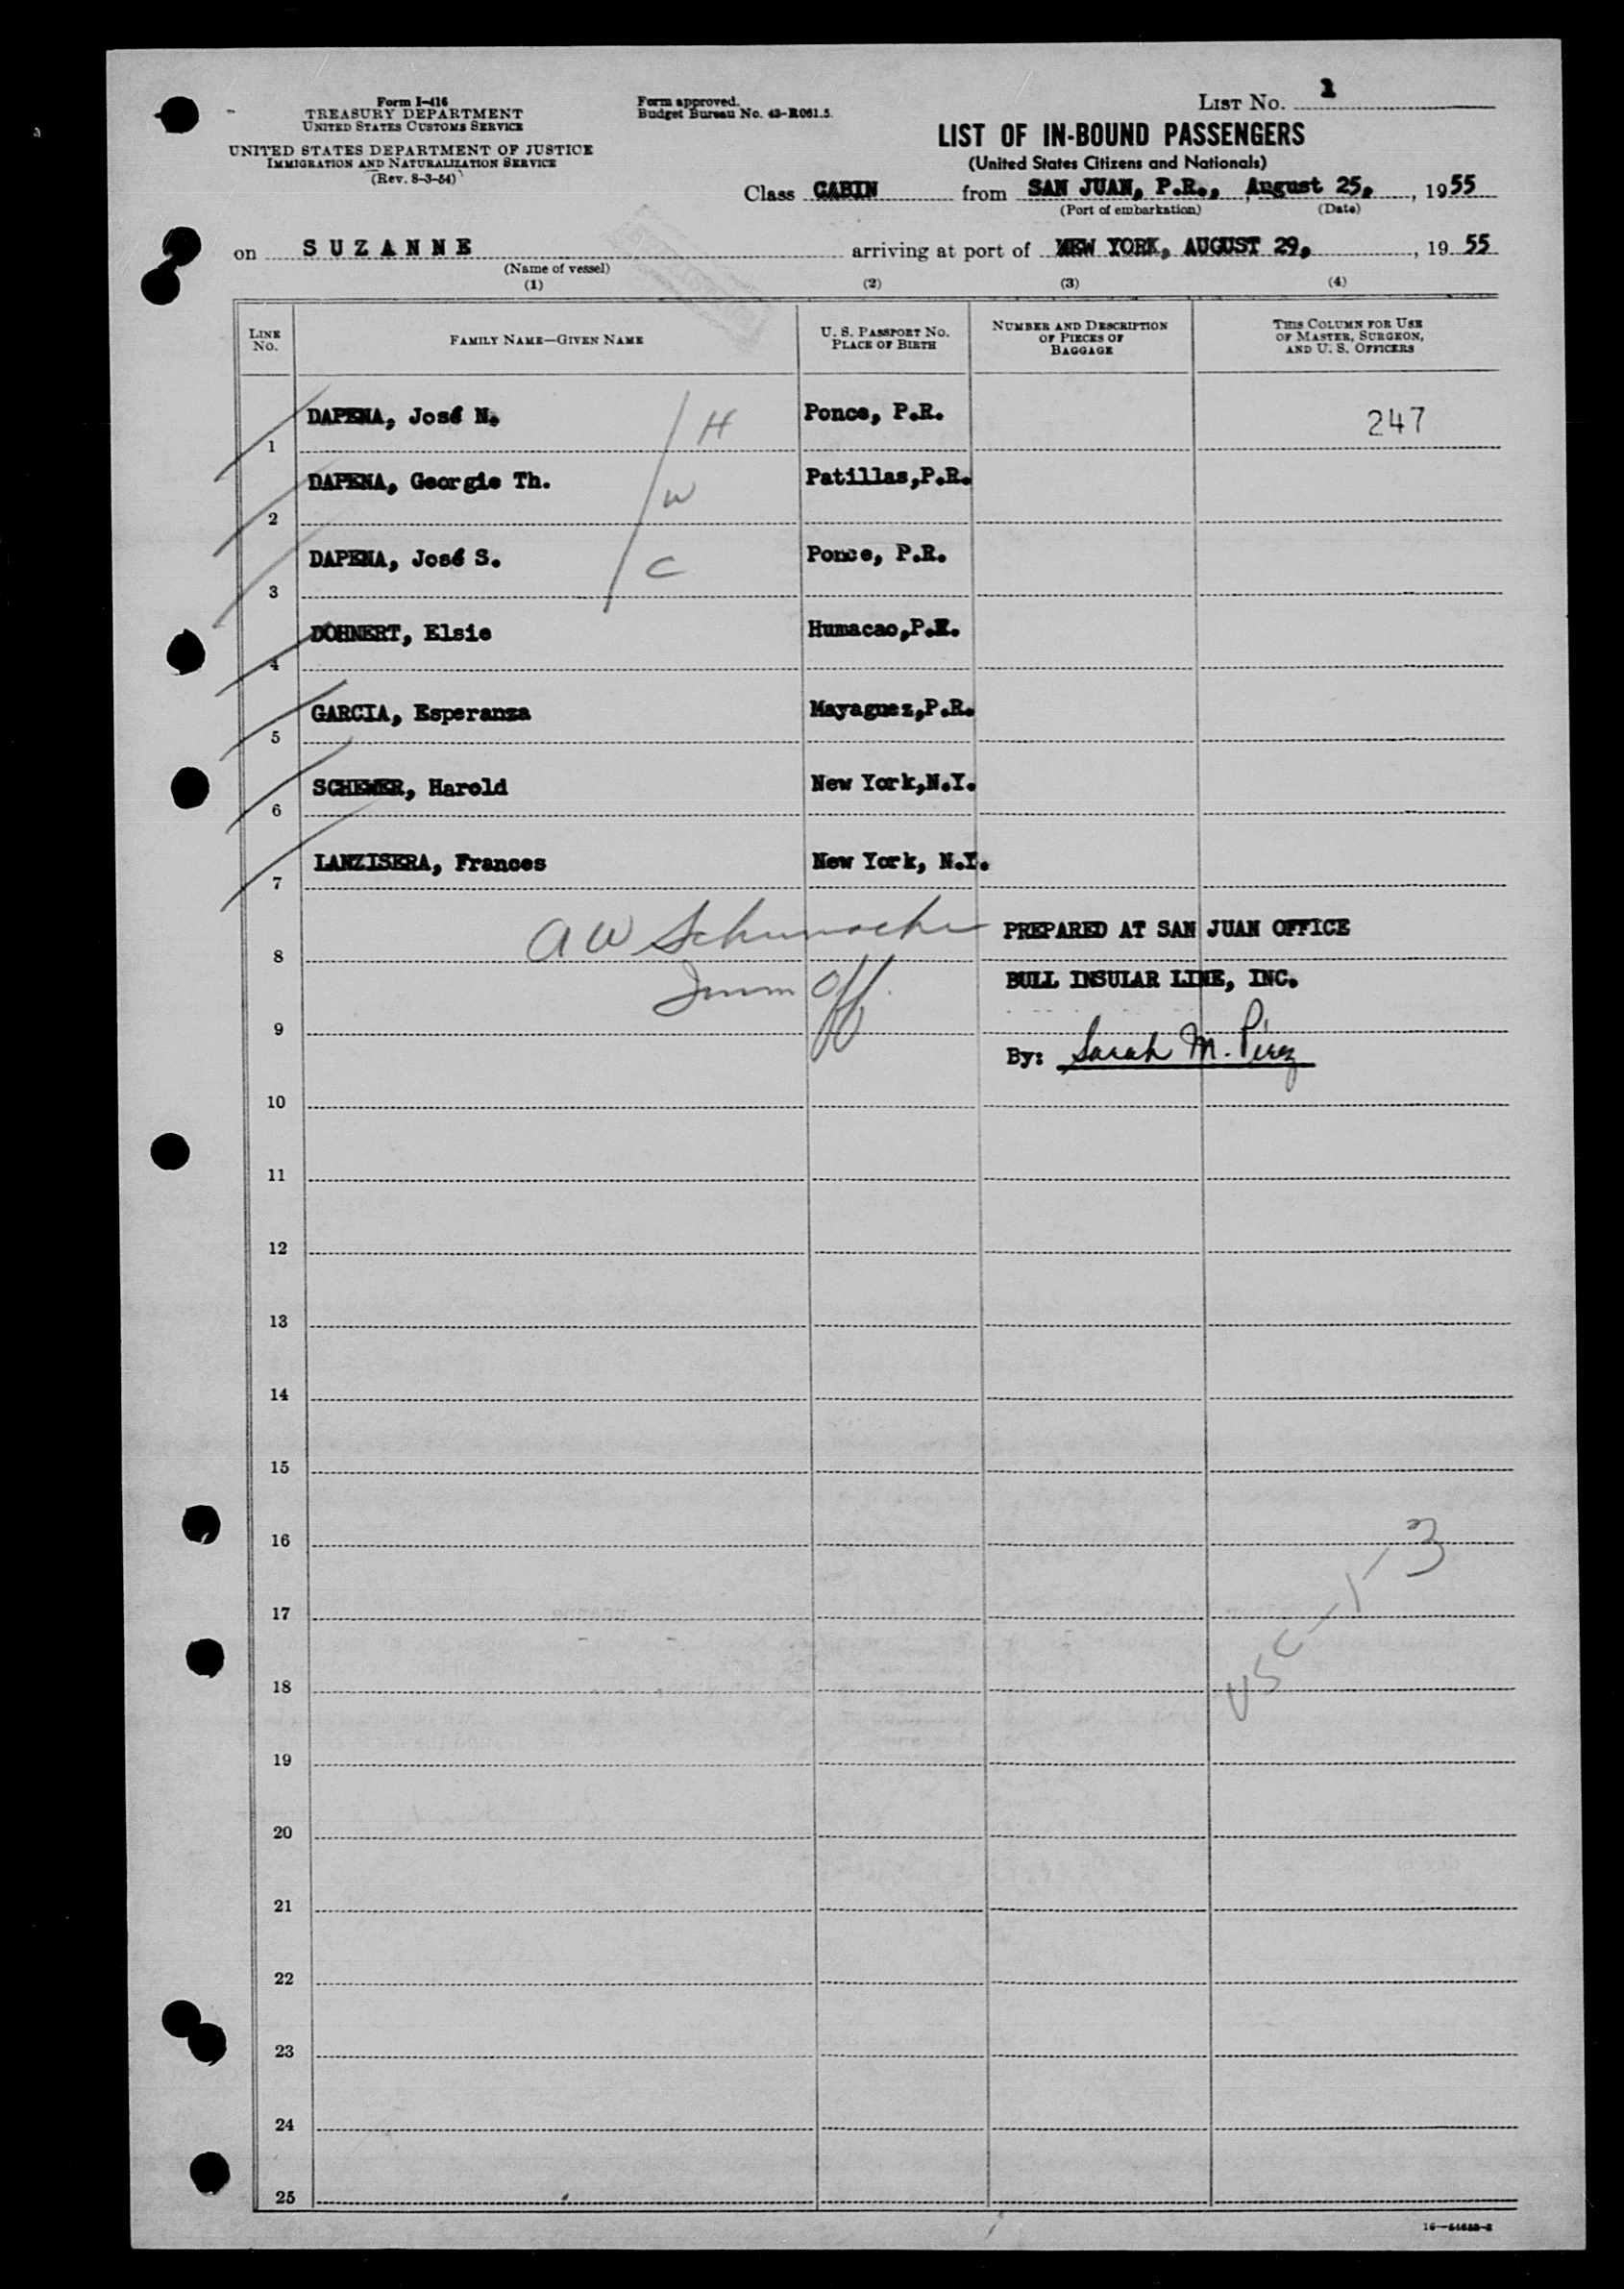 Form I-416
TREASURY DEPARTMENT
UNITED STATES CUSTOMS SERVICE
UNITED STATES DEPARTMENT OF JUSTICE
IMMIGRATION AND NATURALIZATION SERVICE
(Rev. 8-3-54)
Form approved.
Budget Bureau No. 43-R061.5.
LIST NO. 1
LIST OF IN-BOUND PASSENGERS
(United States Citizens and Nationals)
Class CABIN from SAN JUAN, P.R., August 25, , 1955
(Port of embarkation) (Date)
on SUZANNE arriving at port of NEW YORK, AUGUST 29, , 19 55
(Name of vessel)
(1) (2) (3) (4)
LINE NO. FAMILY NAME—GIVEN NAME U. S. PASSPORT NO. PLACE OF BIRTH NUMBER AND DESCRIPTION OF PIECES OF BAGGAGE THIS COLUMN FOR USE OF MASTER, SURGEON, AND U. S. OFFICERS
1 DAPENA, José N. H Ponce, P.R. 247
2 DAPENA, Georgie Th. W Patillas,P.R.
3 DAPENA, José S. C Ponce, P.R.
4 DOHNERT, Elsie Humacao,P.R.
5 GARCIA, Esperanza Mayaguez,P.R.
6 Harold New York,N.Y.
7 LANZISERA, Frances New York, N.Y.
8 A W Schumacher PREPARED AT SAN JUAN OFFICE
Imm Off. BULL INSULAR LINE, INC.
9
By: Sarah M. Pérez
10
11
12
13
14
15
16
17
USC - 1 - 3
18
19
20
21
22
23
24
25